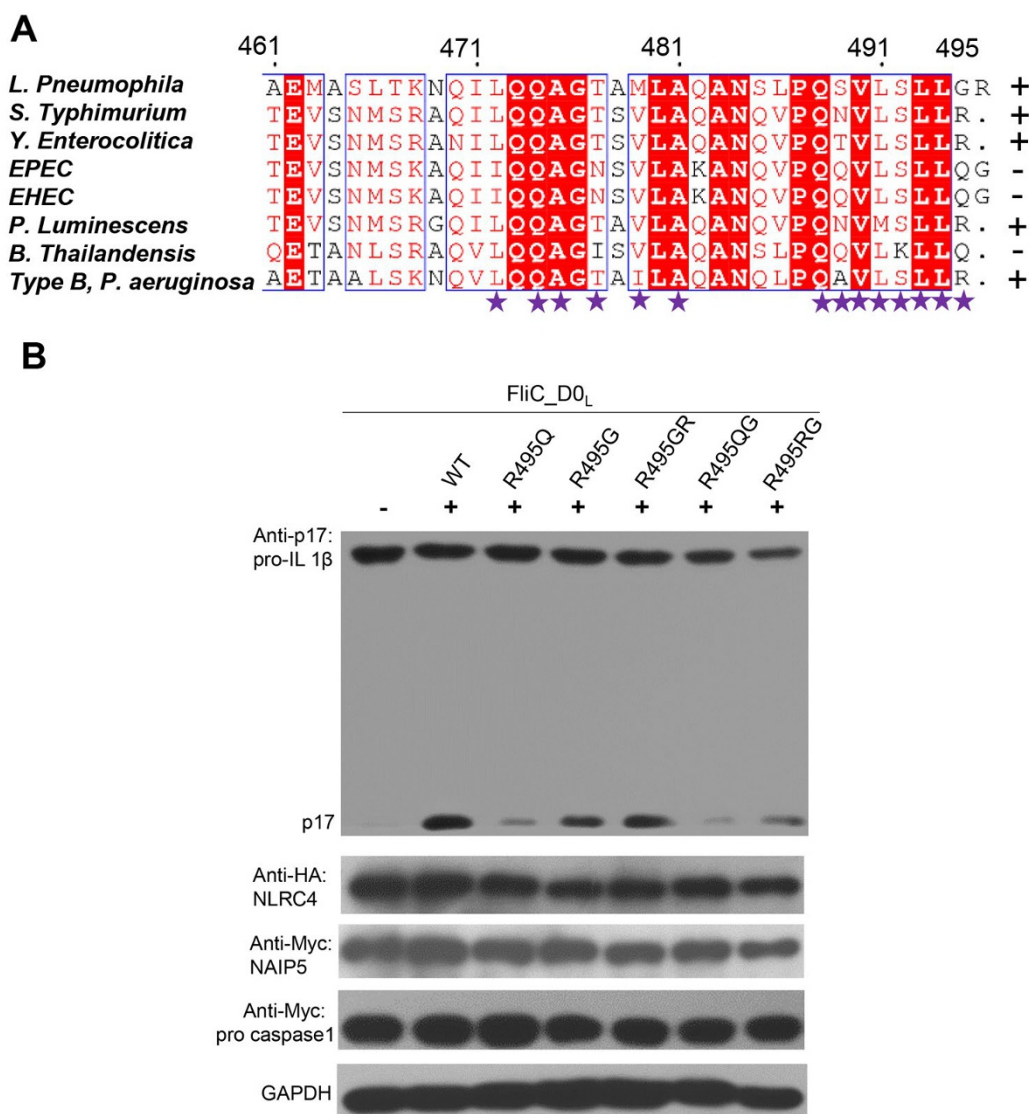 A
461 471 481 491 495
L. Pneumophila AEMASLTKNQILQQAGTAMLAQANSLPQSVLSLLGR +
S. Typhimurium TEVSNMSRAQILQQAGTSVLAQANQVPQNVLSLLR. +
Y. Enterocolitica TEVSNMSRANILQQAGTSVLAQANQVPQTVLSLLR. +
EPEC TEVSNMSRAQIIQQAGNSVLAKANQVPQQVLSLLQG -
EHEC TEVSNMSRAQIIQQAGNSVLAKANQVPQQVLSLLQG -
P. Luminescens TEVSNMSRGQILQQAGTAVLAQANQVPQNVMSLLR. +
B. Thailandensis QETANLSRAQVLQQAGISVLAQANSLPQQVLKLLQ. -
Type B, P. aeruginosa AETAALSKNQVLQQAGTAILAQANQLPQAVLSLLR. +
B
FliC_D0L
WT R495Q R495G R495GR R495QG R495RG
- + + + + + +
Anti-p17:
pro-IL 1β
p17
Anti-HA:
NLRC4
Anti-Myc:
NAIP5
Anti-Myc:
pro caspase1
GAPDH